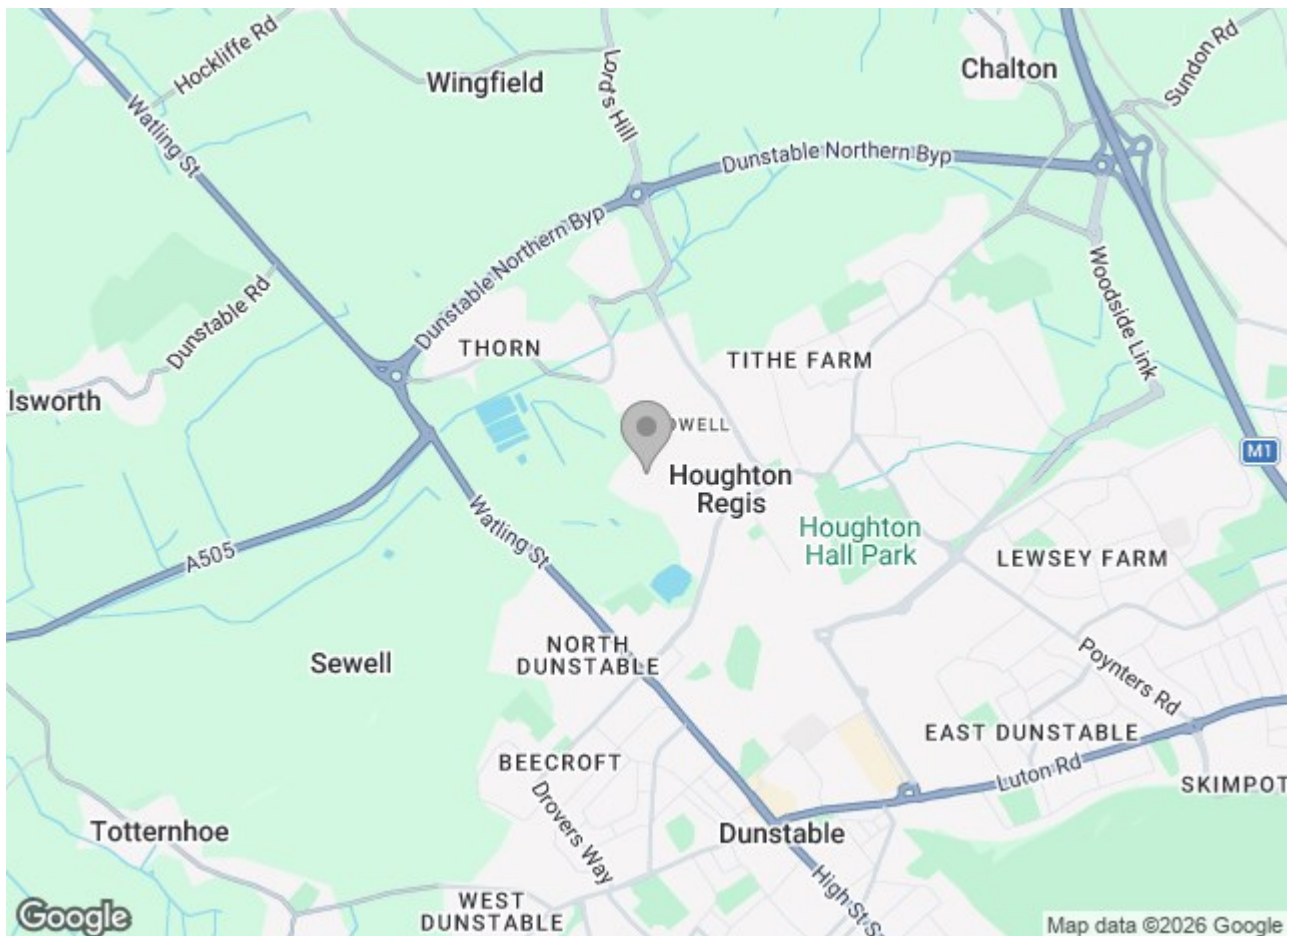 Hockliffe Rd
Wingfield
Lord's Hill
Chalton
Sundon Rd
Watling St
Dunstable Northern Byp
Dunstable Northern Byp
Woodside Link
Dunstable Rd
THORN
TITHE FARM
lsworth
OWELL
M1
Houghton
Regis
Houghton
Hall Park
Watling St
A505
LEWSEY FARM
NORTH
DUNSTABLE
Sewell
Poynters Rd
EAST DUNSTABLE
BEECROFT
Luton Rd
SKIMPOT
Drovers Way
Totternhoe
Dunstable
High St S
WEST
DUNSTABLE
Google
Map data ©2026 Google